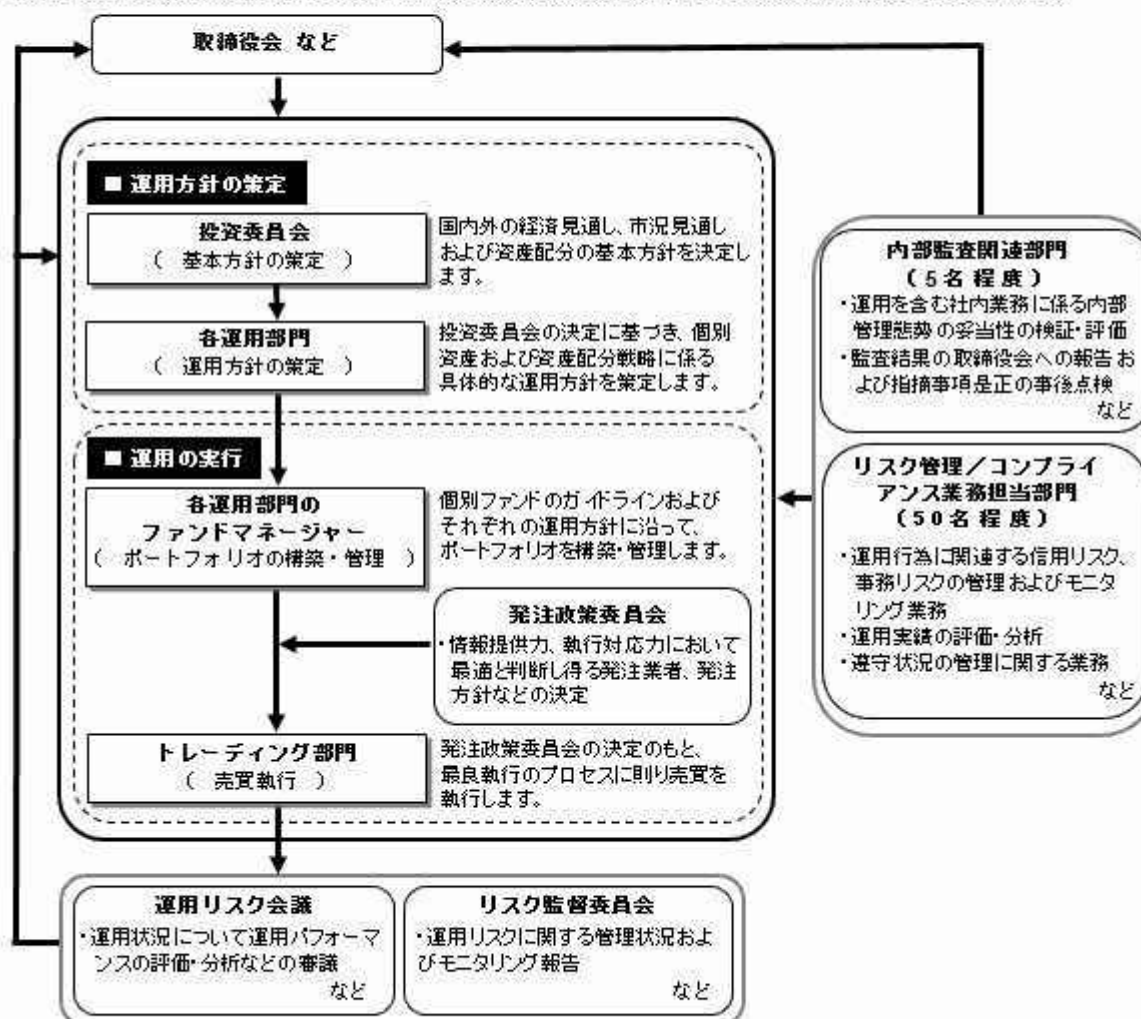 取締役会 など
■ 運用方針の策定
投資委員会
( 基本方針の策定 )
国内外の経済見通し、市況見通し
および資産配分の基本方針を決定し
ます。
各運用部門
( 運用方針の策定 )
投資委員会の決定に基づき、個別
資産および資産配分戦略に係る
具体的な運用方針を策定します。
■ 運用の実行
各運用部門の
ファンドマネージャー
( ポートフォリオの構築・管理 )
個別ファンドのガイドラインおよび
それぞれの運用方針に沿って、
ポートフォリオを構築・管理します。
発注政策委員会
・情報提供力、執行対応力において
最適と判断し得る発注業者、発注
方針などの決定
トレーディング部門
( 売買執行 )
発注政策委員会の決定のもと、
最良執行のプロセスに則り売買を
執行します。
運用リスク会議
・運用状況について運用パフォーマ
ンスの評価・分析などの審議
など
リスク監督委員会
・運用リスクに関する管理状況およ
びモニタリング報告
など
内部監査関連部門
(5名程度)
・運用を含む社内業務に係る内部
管理態勢の妥当性の検証・評価
・監査結果の取締役会への報告お
よび指摘事項是正の事後点検
など
リスク管理/コンプライ
アンス業務担当部門
(50名程度)
・運用行為に関連する信用リスク、
事務リスクの管理およびモニタ
リング業務
・運用実績の評価・分析
・遵守状況の管理に関する業務
など